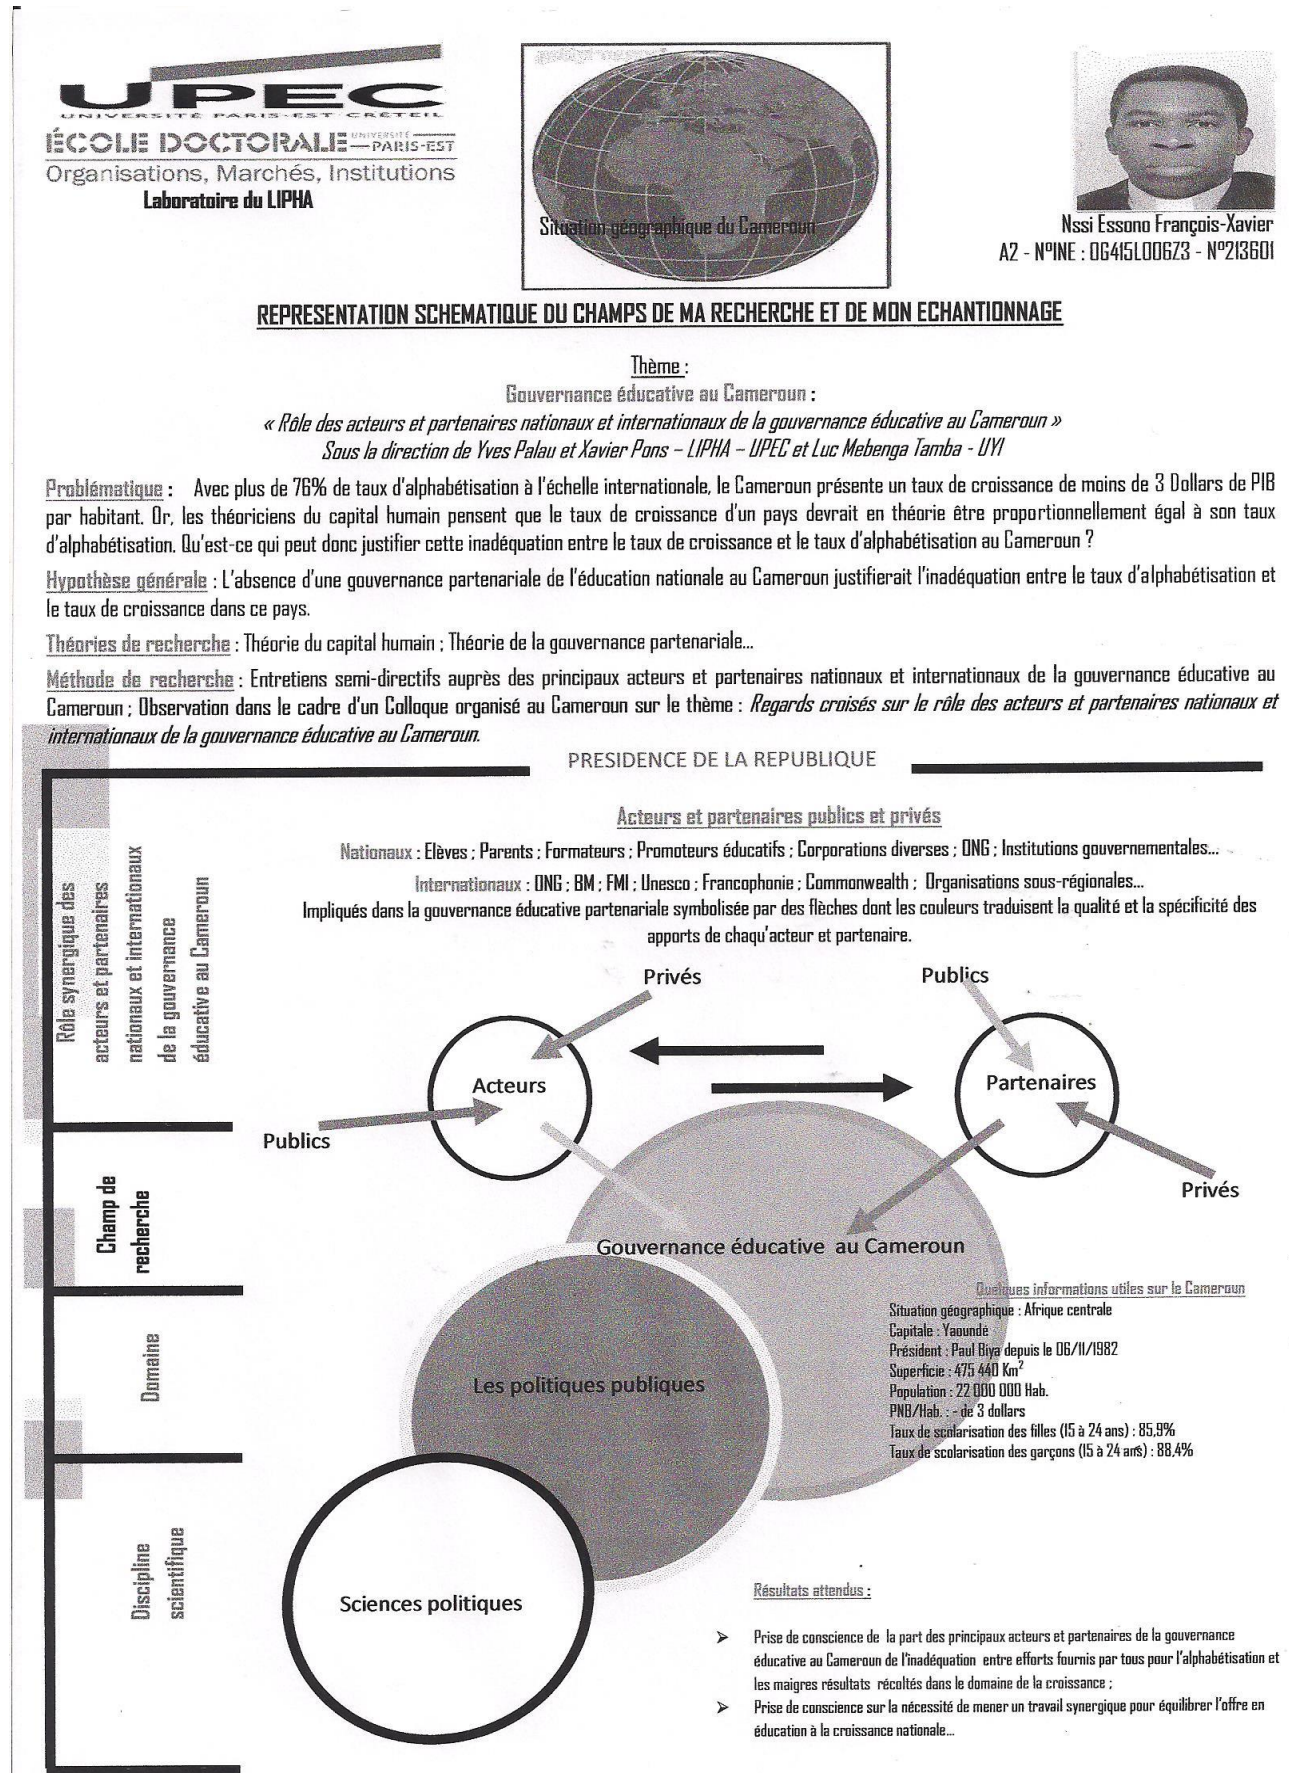 UPEC
UNIVERSITÉ PARIS-EST CRÉTEIL
ÉCOLE DOCTORALE UNIVERSITÉ PARIS-EST
Organisations, Marchés, Institutions
Laboratoire du LIPHA
Situation géographique du Cameroun
Nssi Essono François-Xavier
A2 - N°INE : 0G415L006Z3 - N°213601
REPRESENTATION SCHEMATIQUE DU CHAMPS DE MA RECHERCHE ET DE MON ECHANTIONNAGE
Thème :
Gouvernance éducative au Cameroun :
« Rôle des acteurs et partenaires nationaux et internationaux de la gouvernance éducative au Cameroun »
Sous la direction de Yves Palau et Xavier Pons – LIPHA – UPEC et Luc Mebenga Tamba - UYI
Problématique : Avec plus de 76% de taux d'alphabétisation à l'échelle internationale, le Cameroun présente un taux de croissance de moins de 3 Dollars de PIB
par habitant. Or, les théoriciens du capital humain pensent que le taux de croissance d'un pays devrait en théorie être proportionnellement égal à son taux
d'alphabétisation. Qu'est-ce qui peut donc justifier cette inadéquation entre le taux de croissance et le taux d'alphabétisation au Cameroun ?
Hypothèse générale : L'absence d'une gouvernance partenariale de l'éducation nationale au Cameroun justifierait l'inadéquation entre le taux d'alphabétisation et
le taux de croissance dans ce pays.
Théories de recherche : Théorie du capital humain ; Théorie de la gouvernance partenariale...
Méthode de recherche : Entretiens semi-directifs auprès des principaux acteurs et partenaires nationaux et internationaux de la gouvernance éducative au
Cameroun ; Observation dans le cadre d'un Colloque organisé au Cameroun sur le thème : Regards croisés sur le rôle des acteurs et partenaires nationaux et
internationaux de la gouvernance éducative au Cameroun.
PRESIDENCE DE LA REPUBLIQUE
Acteurs et partenaires publics et privés
Nationaux : Elèves ; Parents ; Formateurs ; Promoteurs éducatifs ; Corporations diverses ; ONG ; Institutions gouvernementales...
Internationaux : ONG ; BM ; FMI ; Unesco ; Francophonie ; Commonwealth ; Organisations sous-régionales...
Impliqués dans la gouvernance éducative partenariale symbolisée par des flèches dont les couleurs traduisent la qualité et la spécificité des
apports de chaqu'acteur et partenaire.
Rôle synergique des
acteurs et partenaires
nationaux et internationaux
de la gouvernance
éducative au Cameroun
Privés
Publics
Acteurs
Partenaires
Publics
Privés
Champ de
recherche
Gouvernance éducative au Cameroun
Quelques informations utiles sur le Cameroun
Situation géographique : Afrique centrale
Capitale : Yaoundé
Président : Paul Biya depuis le 06/11/1982
Superficie : 475 440 Km²
Population : 22 000 000 Hab.
PNB/Hab. : - de 3 dollars
Taux de scolarisation des filles (15 à 24 ans) : 85,9%
Taux de scolarisation des garçons (15 à 24 ans) : 88,4%
Domaine
Les politiques publiques
Discipline
scientifique
Sciences politiques
Résultats attendus :
➢ Prise de conscience de la part des principaux acteurs et partenaires de la gouvernance
éducative au Cameroun de l'inadéquation entre efforts fournis par tous pour l'alphabétisation et
les maigres résultats récoltés dans le domaine de la croissance ;
➢ Prise de conscience sur la nécessité de mener un travail synergique pour équilibrer l'offre en
éducation à la croissance nationale...